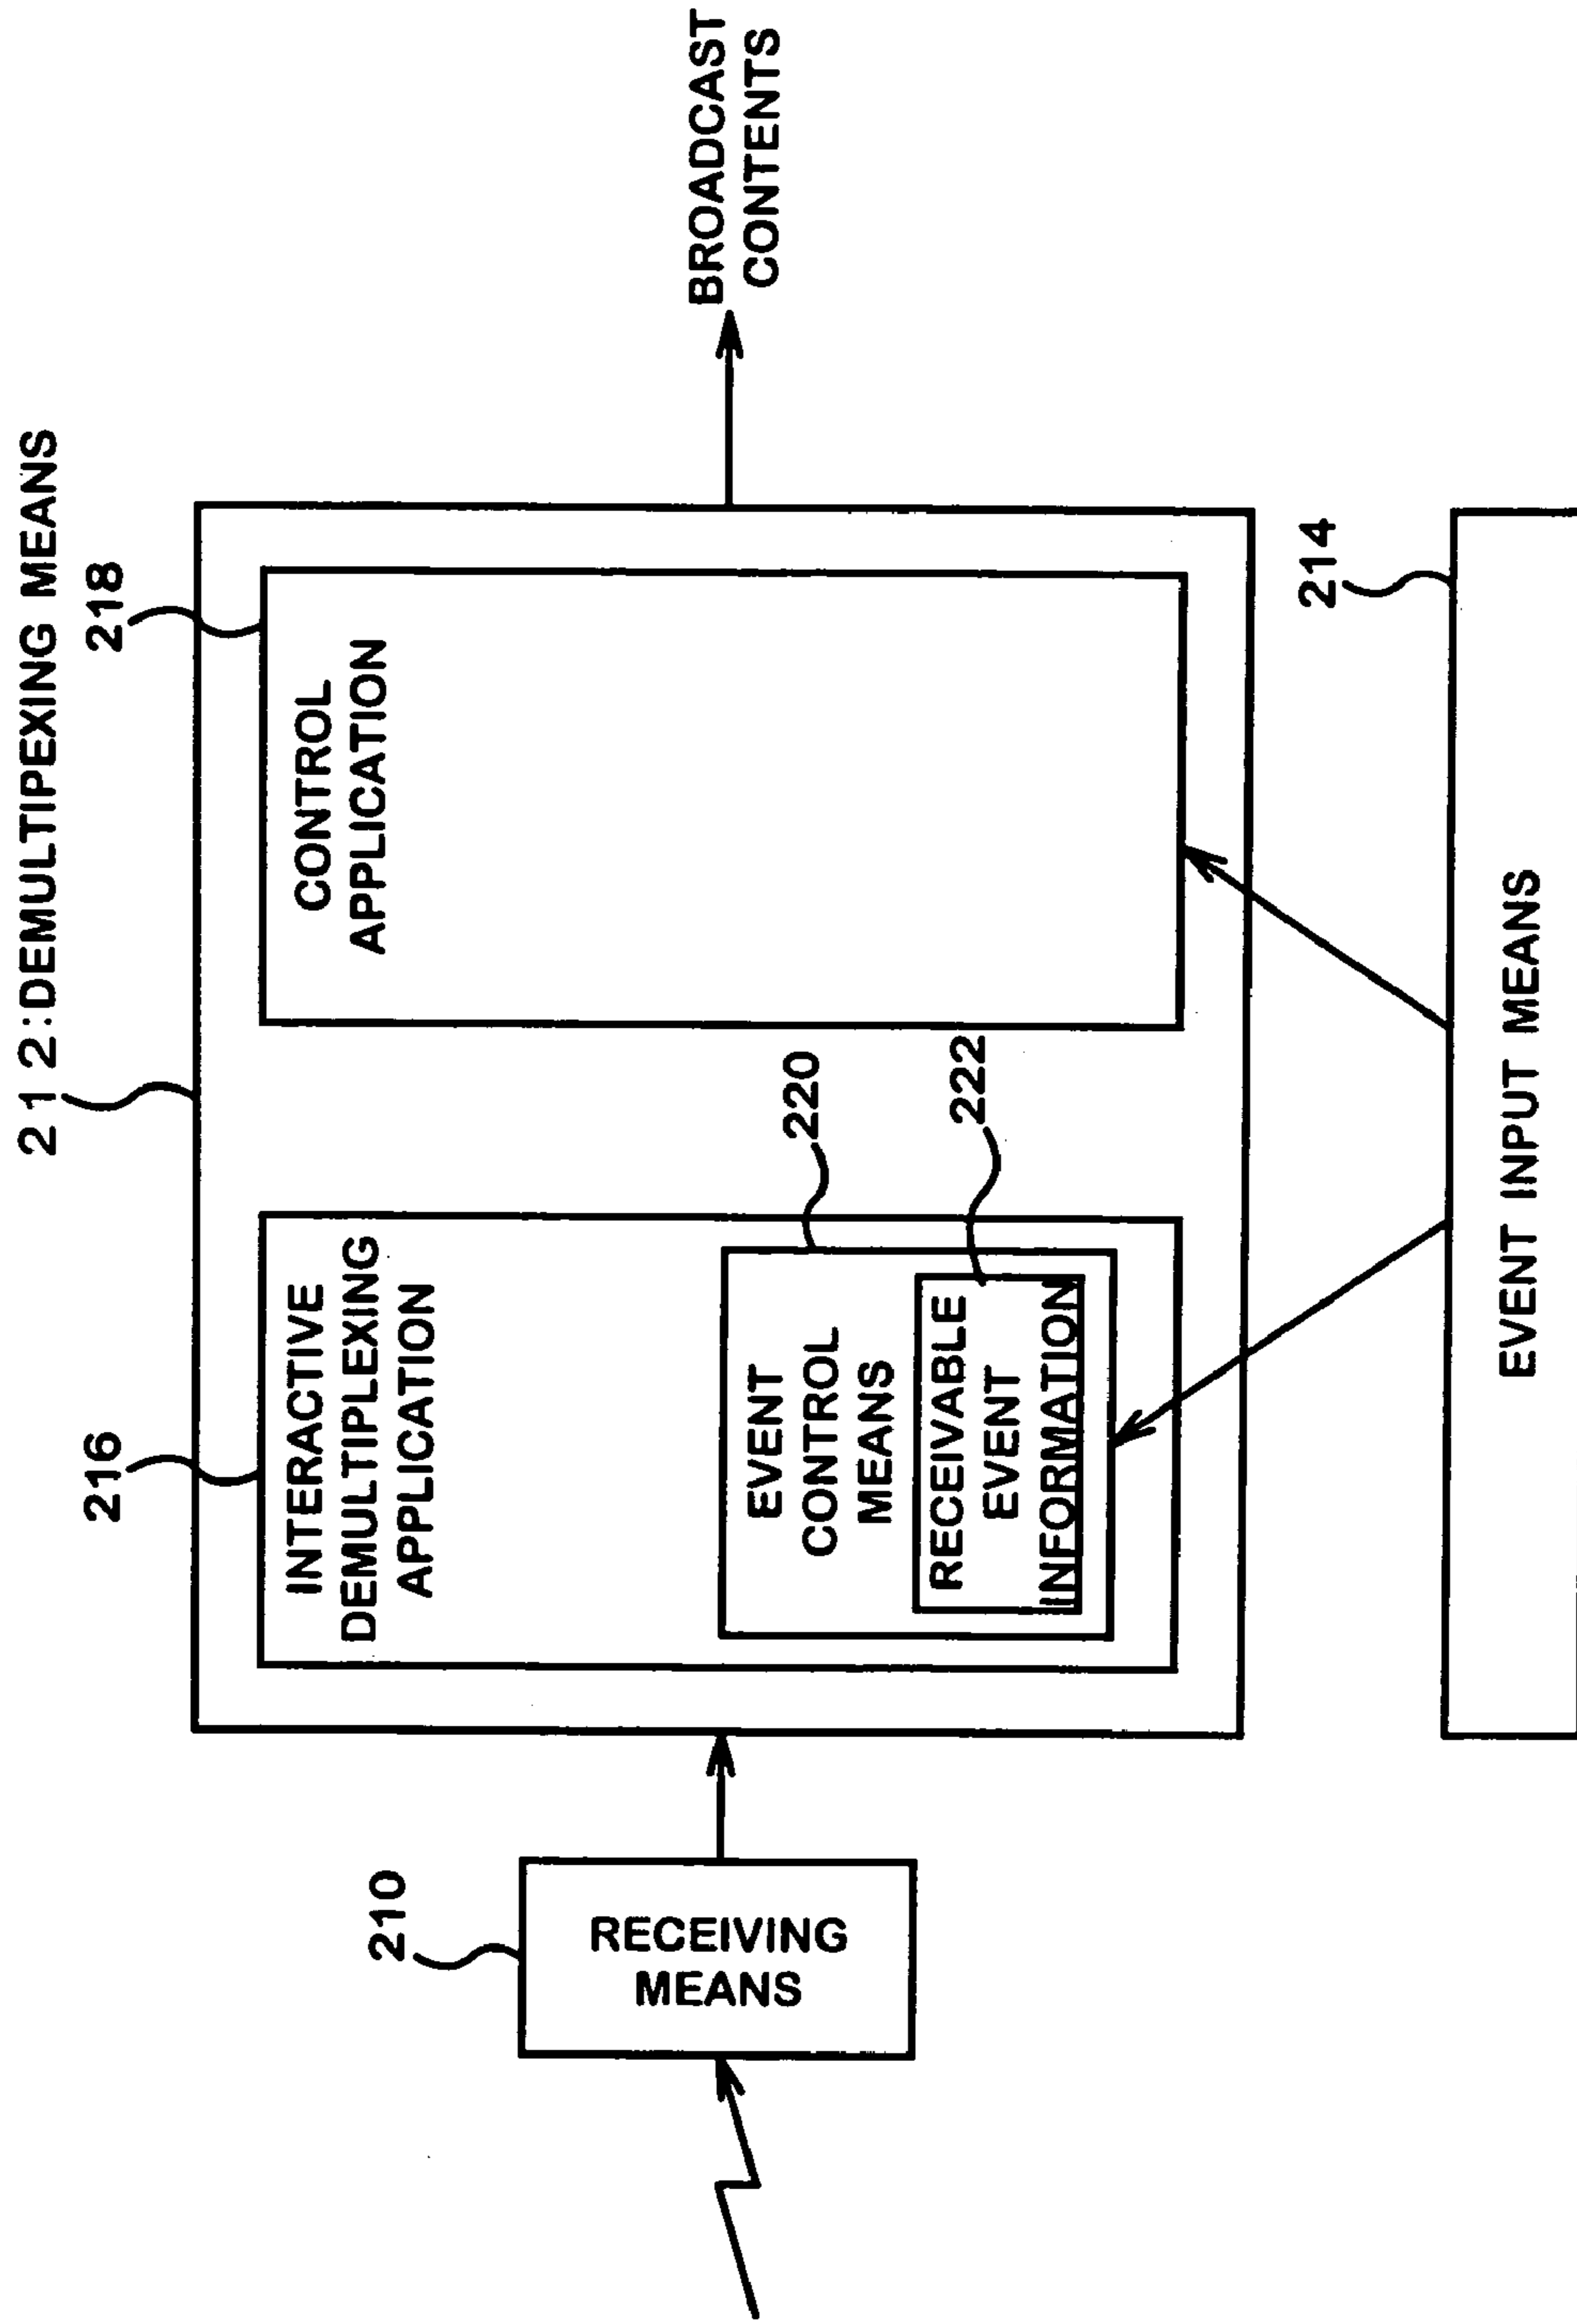 212:DEMULTIPEXING MEANS
216
218
INTERACTIVE
DEMULTIPLEXING
APPLICATION
CONTROL
APPLICATION
210
RECEIVING
MEANS
BROADCAST
CONTENTS
220
EVENT
CONTROL
MEANS
222
RECEIVABLE
EVENT
INFORMATION
214
EVENT INPUT MEANS